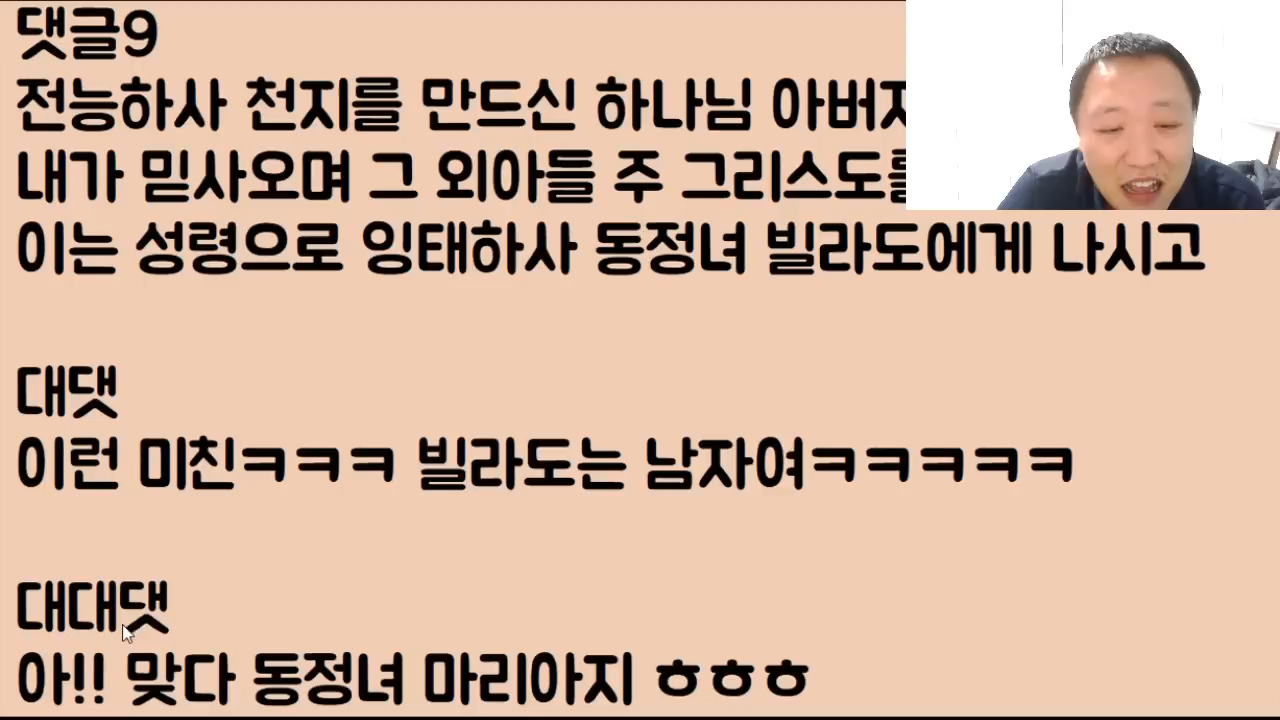 댓글9
전능하사 천지를 만드신 하나님
내가 믿사오며 그 외아들 주 그리스도를
이는 성령으로 잉태하사 동정녀 빌라도에게 나시고
대댓
이런 미친ㅋㅋㅋ 빌라도는 남자여ㅋㅋㅋㅋㅋ
대대댓
아!! 맞다 동정녀 마리아지 ㅎㅎㅎ